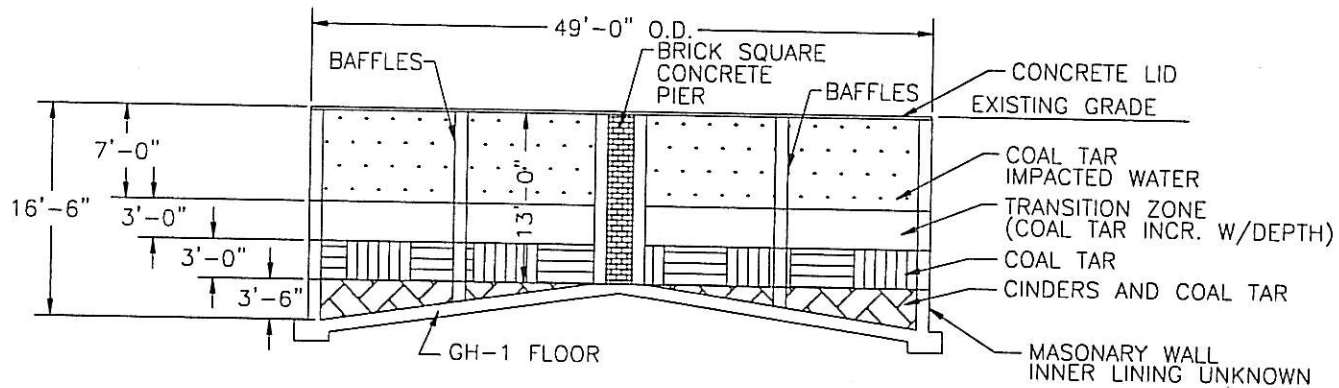 49'-0" O.D.
BAFFLES
BRICK SQUARE
CONCRETE
PIER
BAFFLES
CONCRETE LID
EXISTING GRADE
7'-0"
16'-6"
3'-0"
3'-0"
3'-6"
13'-0"
COAL TAR
IMPACTED WATER
TRANSITION ZONE
(COAL TAR INCR. W/DEPTH)
COAL TAR
CINDERS AND COAL TAR
GH-1 FLOOR
MASONARY WALL
INNER LINING UNKNOWN